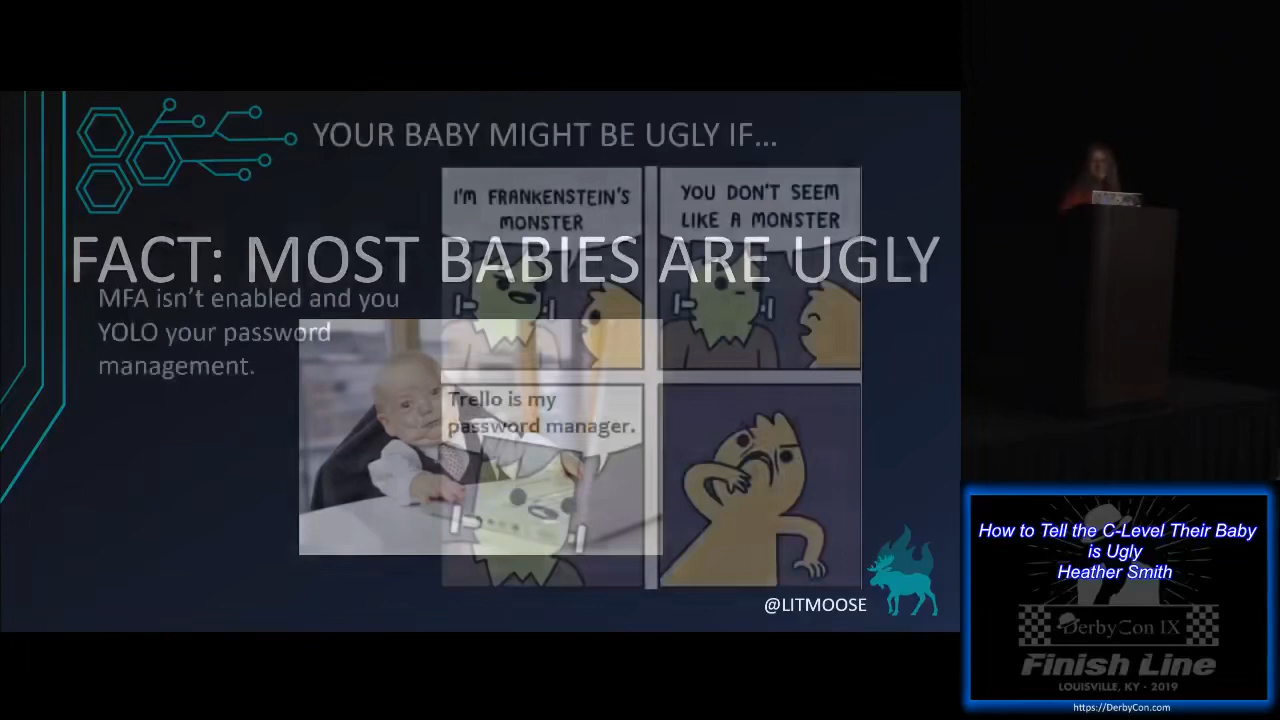 YOUR BABY MIGHT BE UGLY IF...
I'M FRANKENSTEIN'S
MONSTER
YOU DON'T SEEM
LIKE A MONSTER
FACT: MOST BABIES ARE UGLY
MFA isn't enabled and you
YOLO your password
management.
Trello is my
password manager.
@LITMOOSE
How to Tell the C-Level Their Baby
is Ugly
Heather Smith
DerbyCon IX
Finish Line
LOUISVILLE, KY - 2019
https://DerbyCon.com